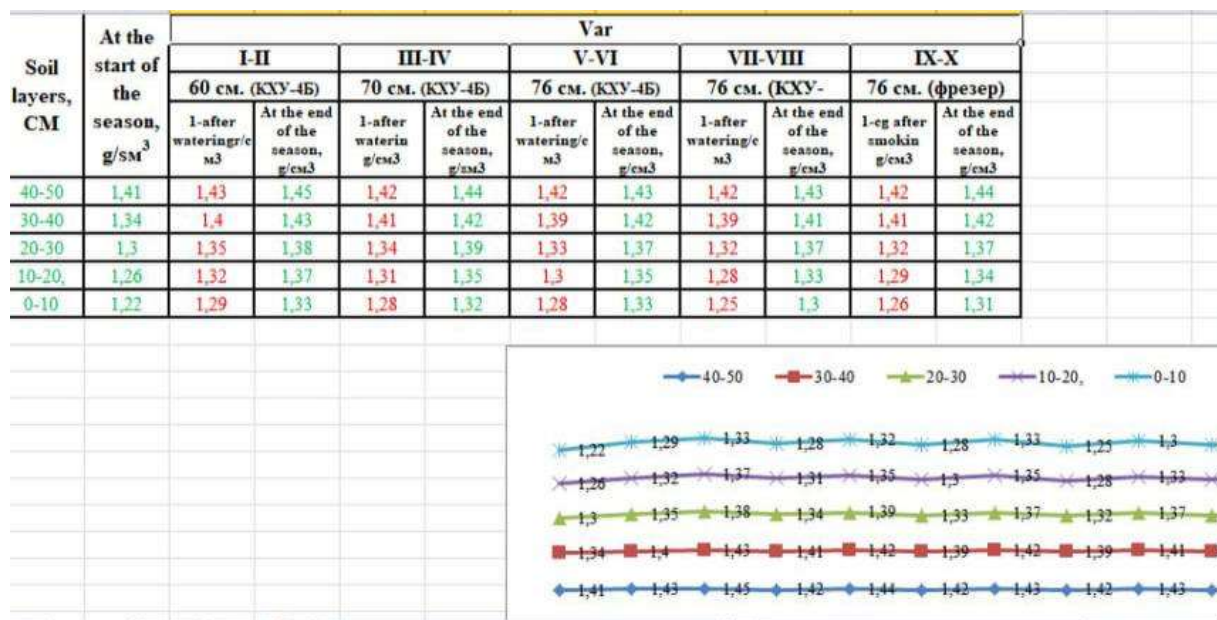 Var
Soil layers, СМ
At the start of the season, g/sм3
I-II
III-IV
V-VI
VII-VIII
IX-X
60 см. (КХУ-4Б)
70 см. (КХУ-4Б)
76 см. (КХУ-4Б)
76 см. (КХУ-
76 см. (фрезер)
1-after wateringr/c м3
At the end of the season, g/см3
1-after waterin g/см3
At the end of the season, g/sм3
1-after watering/c м3
At the end of the season, g/см3
1-after watering/c м3
At the end of the season, g/см3
1-cg after smokin g/см3
At the end of the season, g/см3
40-50 1,41 1,43 1,45 1,42 1,44 1,42 1,43 1,42 1,43 1,42 1,44
30-40 1,34 1,4 1,43 1,41 1,42 1,39 1,42 1,39 1,41 1,41 1,42
20-30 1,3 1,35 1,38 1,34 1,39 1,33 1,37 1,32 1,37 1,32 1,37
10-20, 1,26 1,32 1,37 1,31 1,35 1,3 1,35 1,28 1,33 1,29 1,34
0-10 1,22 1,29 1,33 1,28 1,32 1,28 1,33 1,25 1,3 1,26 1,31
40-50 30-40 20-30 10-20, 0-10
1,22 1,29 1,33 1,28 1,32 1,28 1,33 1,25 1,3
1,26 1,32 1,37 1,31 1,35 1,3 1,35 1,28 1,33
1,3 1,35 1,38 1,34 1,39 1,33 1,37 1,32 1,37
1,34 1,4 1,43 1,41 1,42 1,39 1,42 1,39 1,41
1,41 1,43 1,45 1,42 1,44 1,42 1,43 1,42 1,43